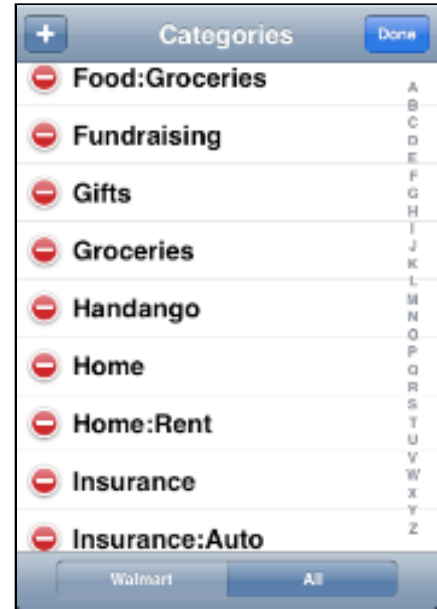 + Categories Done
Food:Groceries
Fundraising
Gifts
Groceries
Handango
Home
Home:Rent
Insurance
Insurance:Auto
A
B
C
D
E
F
G
H
I
J
K
L
M
N
O
P
Q
R
S
T
U
V
W
X
Y
Z
Walmart All